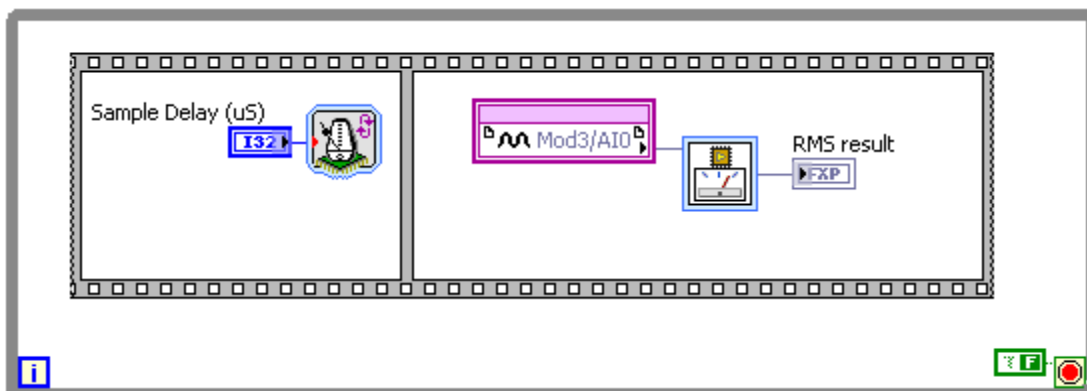 Sample Delay (uS)
I32
Mod3/AI0
RMS result
FXP
i
F